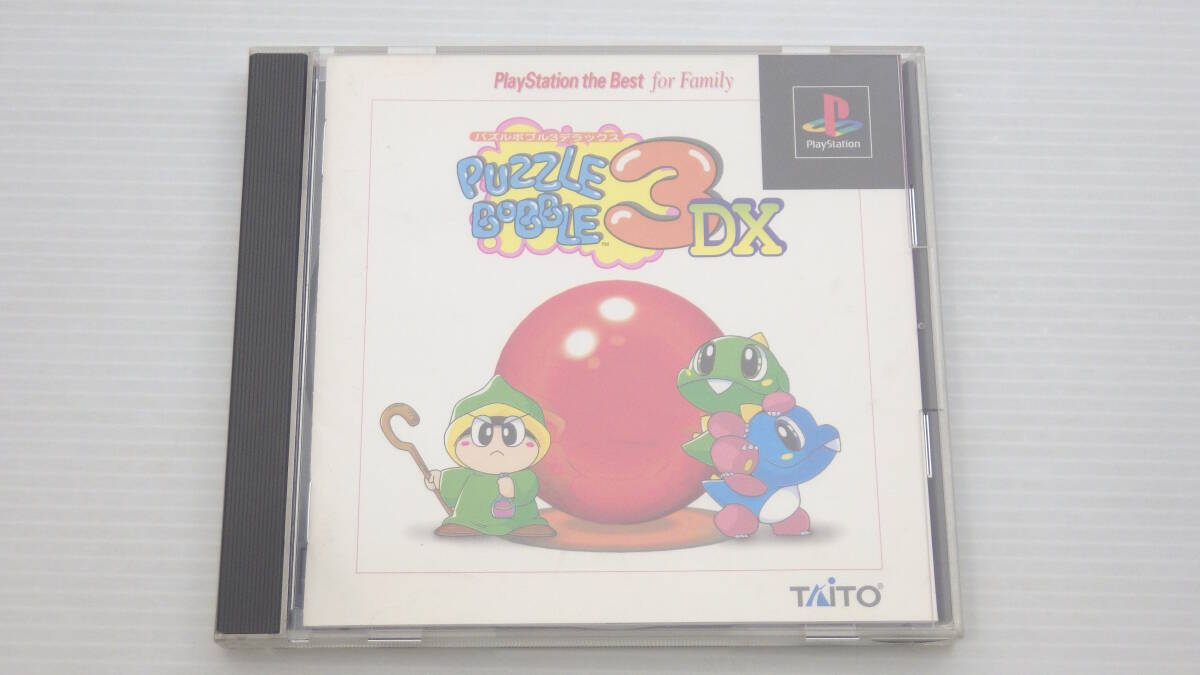 PlayStation the Best for Family
PlayStation
パズルボブル3デラックス
PUZZLE
BOBBLE
TM
3
DX
TAITO®